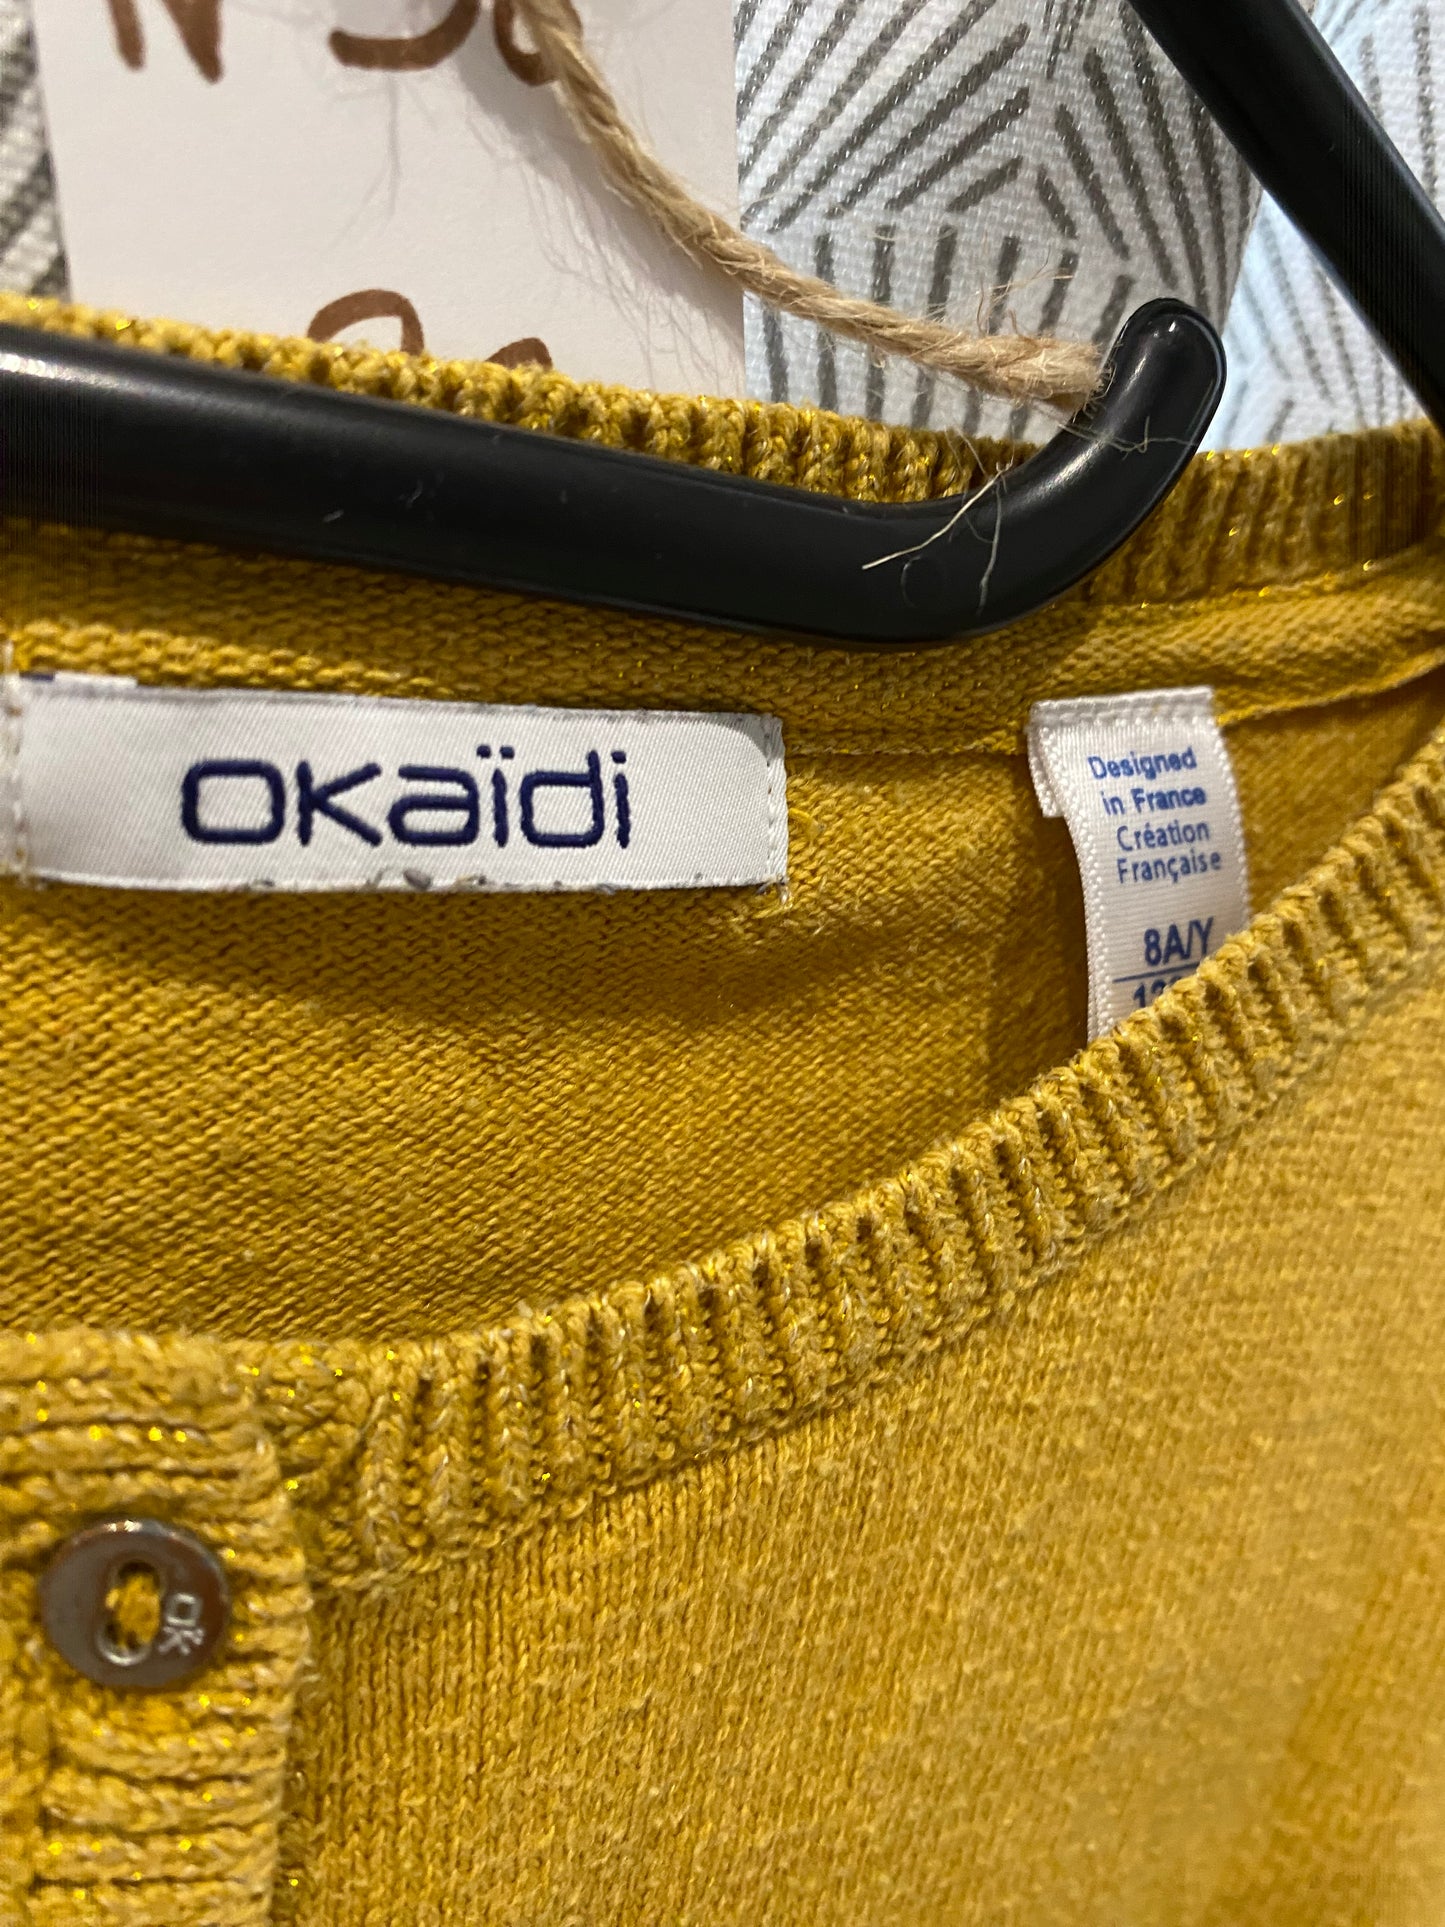 okaïdi
Designed
in France
Création
Française
8A/Y
OK